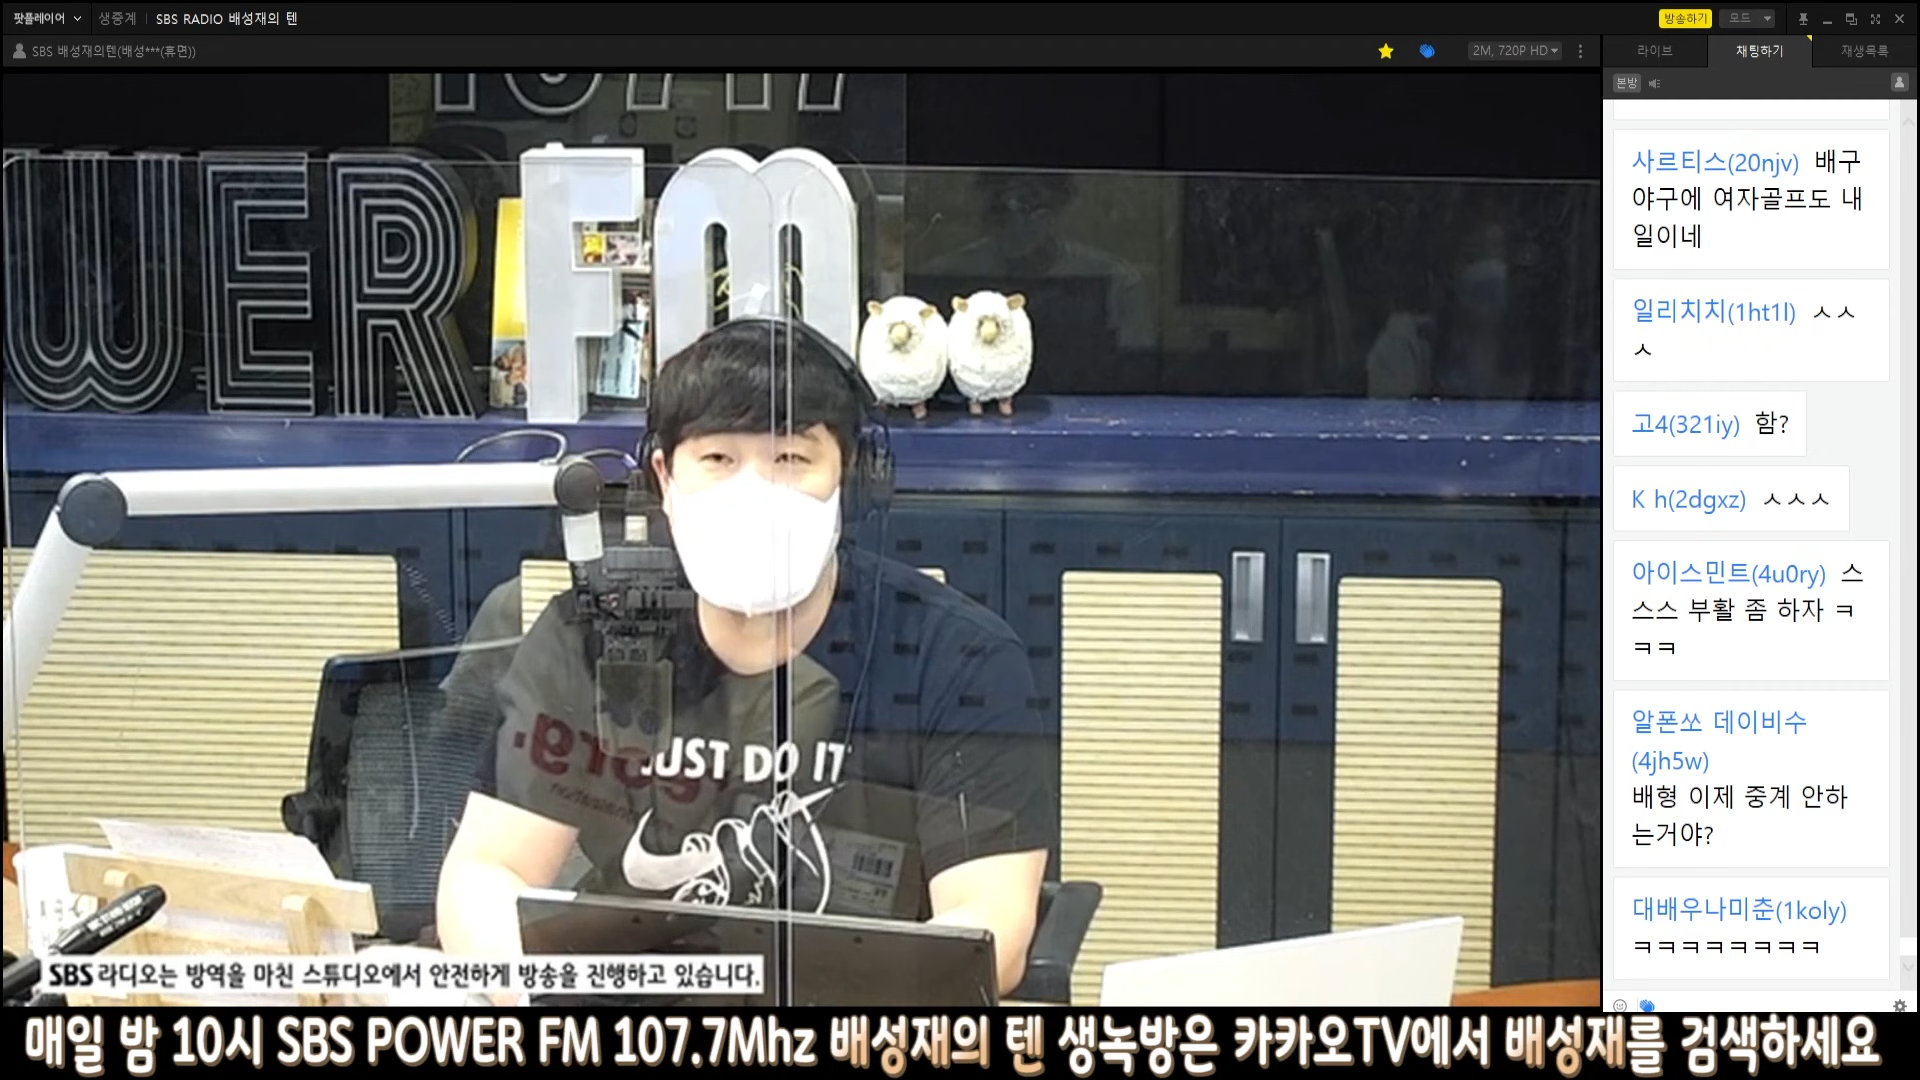 팟플레이어
생중계
SBS RADIO 배성재의 텐
방송하기
모드
SBS 배성재의텐(배성***(휴면))
2M, 720P HD
라이브
채팅하기
재생목록
본방
107.7
WER FM
JUST DO IT
SBS 라디오는 방역을 마친 스튜디오에서 안전하게 방송을 진행하고 있습니다.
사르티스(20njv) 배구
야구에 여자골프도 내
일이네
일리치치(1ht1l) ㅅㅅ
ㅅ
고4(321iy) 함?
K h(2dgxz) ㅅㅅㅅ
아이스민트(4u0ry) 스
스스 부활 좀 하자 ㅋ
ㅋㅋ
알폰쏘 데이비수
(4jh5w)
배형 이제 중계 안하
는거야?
대배우나미춘(1koly)
ㅋㅋㅋㅋㅋㅋㅋㅋ
매일 밤 10시 SBS POWER FM 107.7Mhz 배성재의 텐 생녹방은 카카오TV에서 배성재를 검색하세요